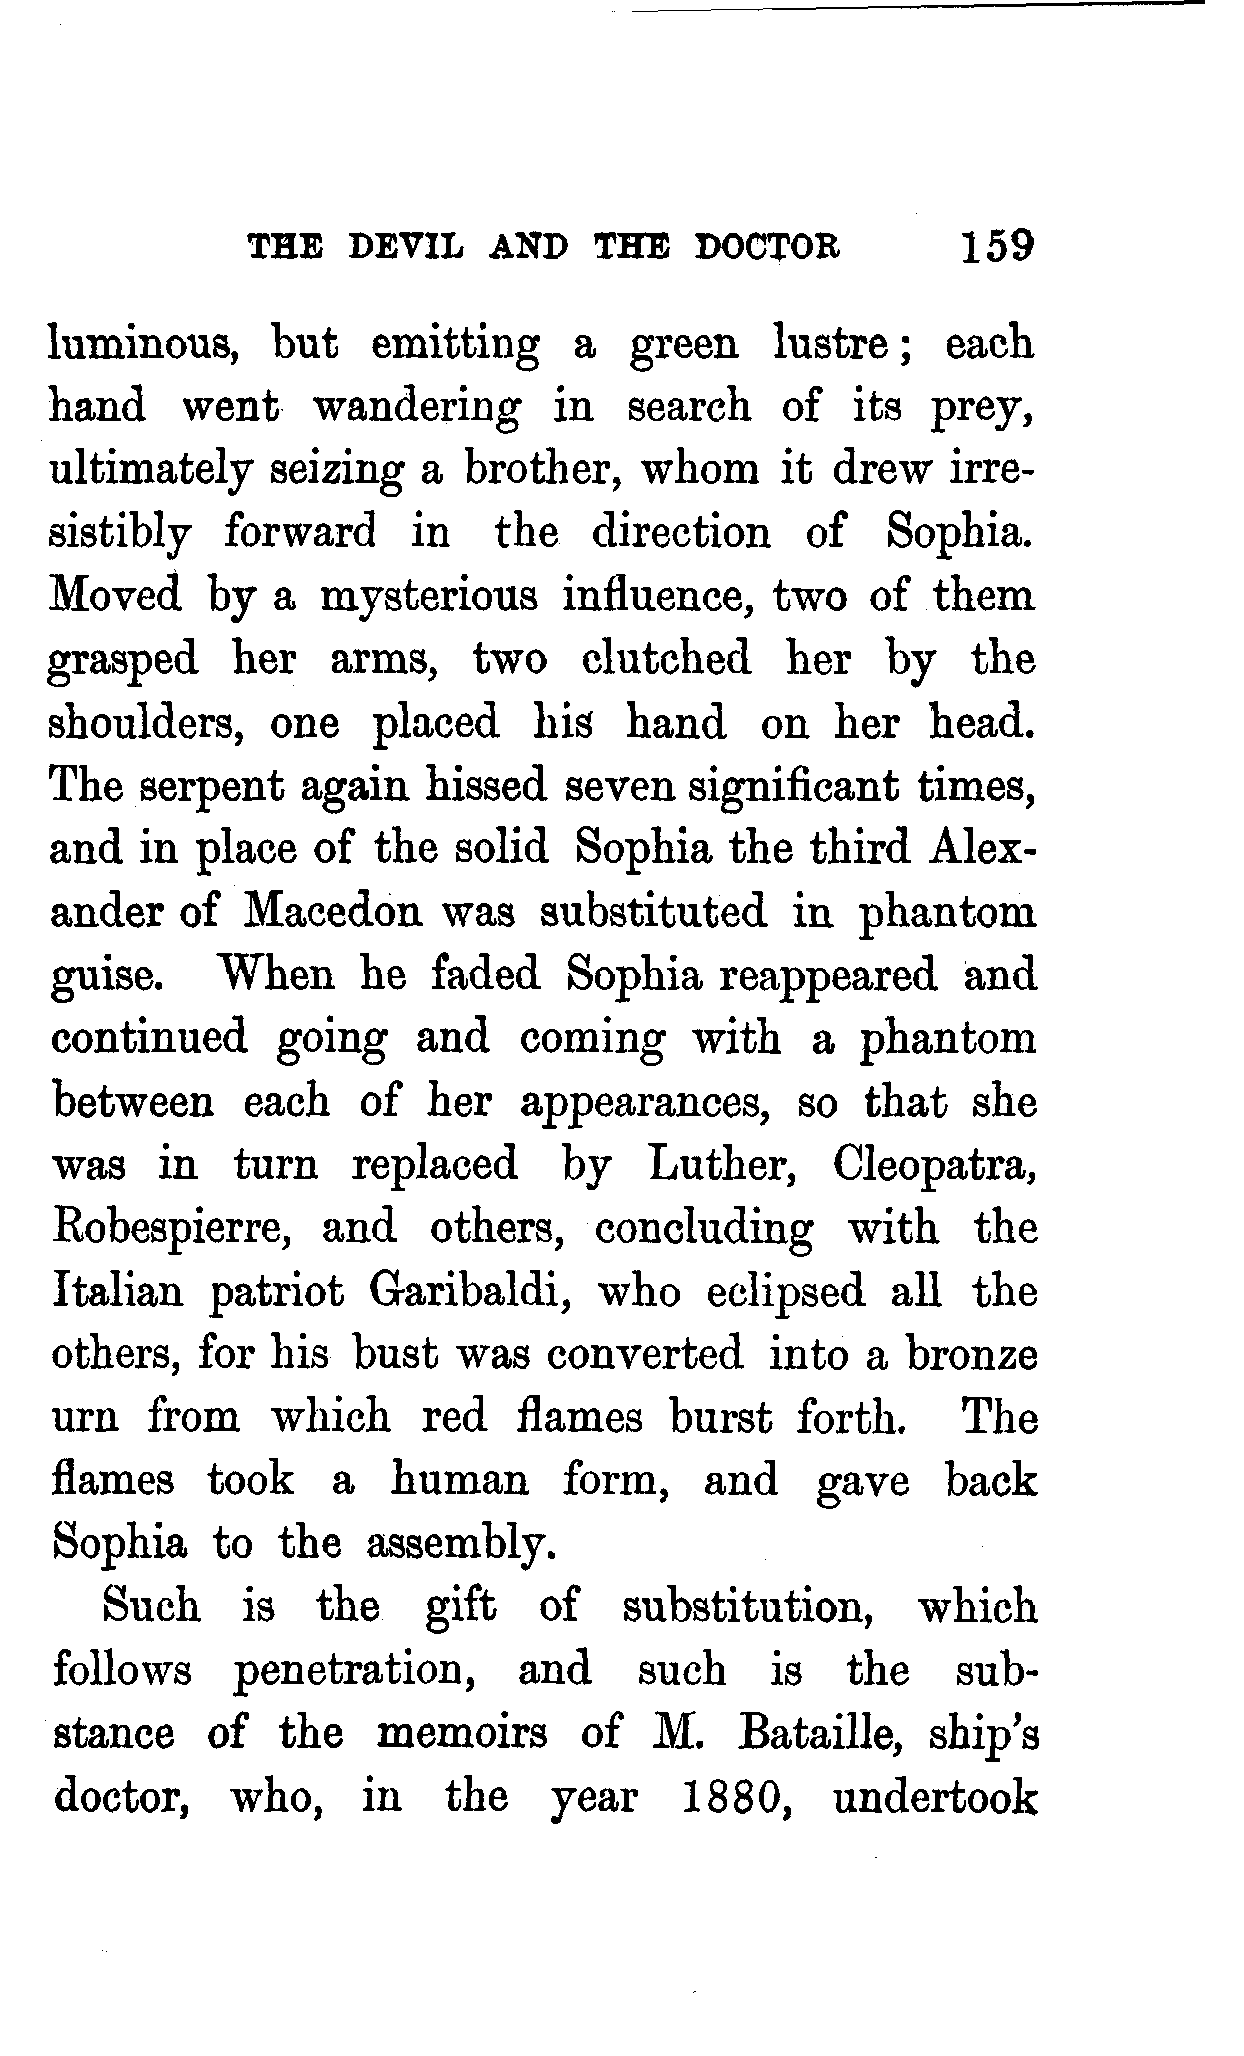 THE DEVIL AND THE DOCTOR 159
luminous, but emitting a green lustre; each
hand went wandering in search of its prey,
ultimately seizing a brother, whom it drew irre-
sistibly forward in the direction of Sophia.
Moved by a mysterious influence, two of them
grasped her arms, two clutched her by the
shoulders, one placed his hand on her head.
The serpent again hissed seven significant times,
and in place of the solid Sophia the third Alex-
ander of Macedon was substituted in phantom
guise. When he faded Sophia reappeared and
continued going and coming with a phantom
between each of her appearances, so that she
was in turn replaced by Luther, Cleopatra,
Robespierre, and others, concluding with the
Italian patriot Garibaldi, who eclipsed all the
others, for his bust was converted into a bronze
urn from which red flames burst forth. The
flames took a human form, and gave back
Sophia to the assembly.
Such is the gift of substitution, which
follows penetration, and such is the sub-
stance of the memoirs of M. Bataille, ship's
doctor, who, in the year 1880, undertook